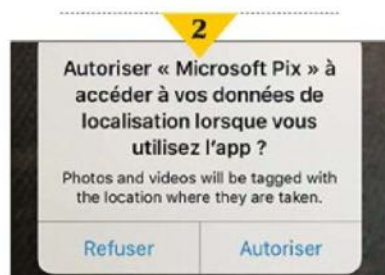 2
Autoriser « Microsoft Pix » à
accéder à vos données de
localisation lorsque vous
utilisez l'app ?
Photos and videos will be tagged with
the location where they are taken.
Refuser
Autoriser